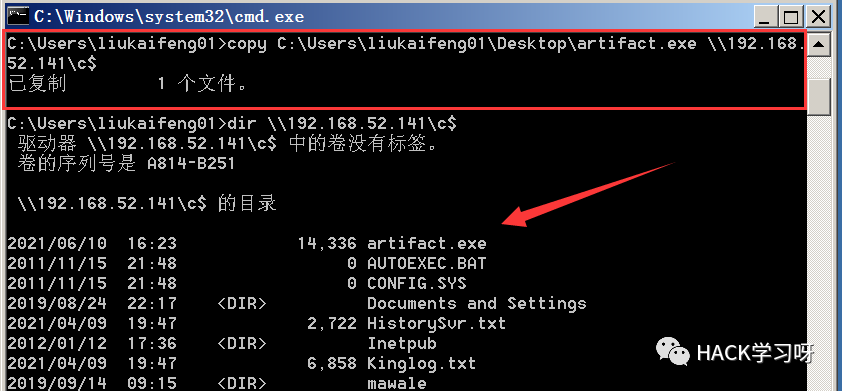 C:\Windows\system32\cmd.exe
C:\Users\liukaifeng01>copy C:\Users\liukaifeng01\Desktop\artifact.exe \\192.168.
52.141\c$
已复制         1 个文件。
C:\Users\liukaifeng01>dir \\192.168.52.141\c$
驱动器 \\192.168.52.141\c$ 中的卷没有标签。
卷的序列号是 A814-B251
\\192.168.52.141\c$ 的目录
2021/06/10  16:23            14,336 artifact.exe
2011/11/15  21:48                 0 AUTOEXEC.BAT
2011/11/15  21:48                 0 CONFIG.SYS
2019/08/24  22:17    <DIR>          Documents and Settings
2021/04/09  19:47             2,722 HistorySvr.txt
2012/01/12  17:36    <DIR>          Inetpub
2021/04/09  19:47             6,858 Kinglog.txt
2019/09/14  09:15    <DIR>          mawale
HACK学习呀